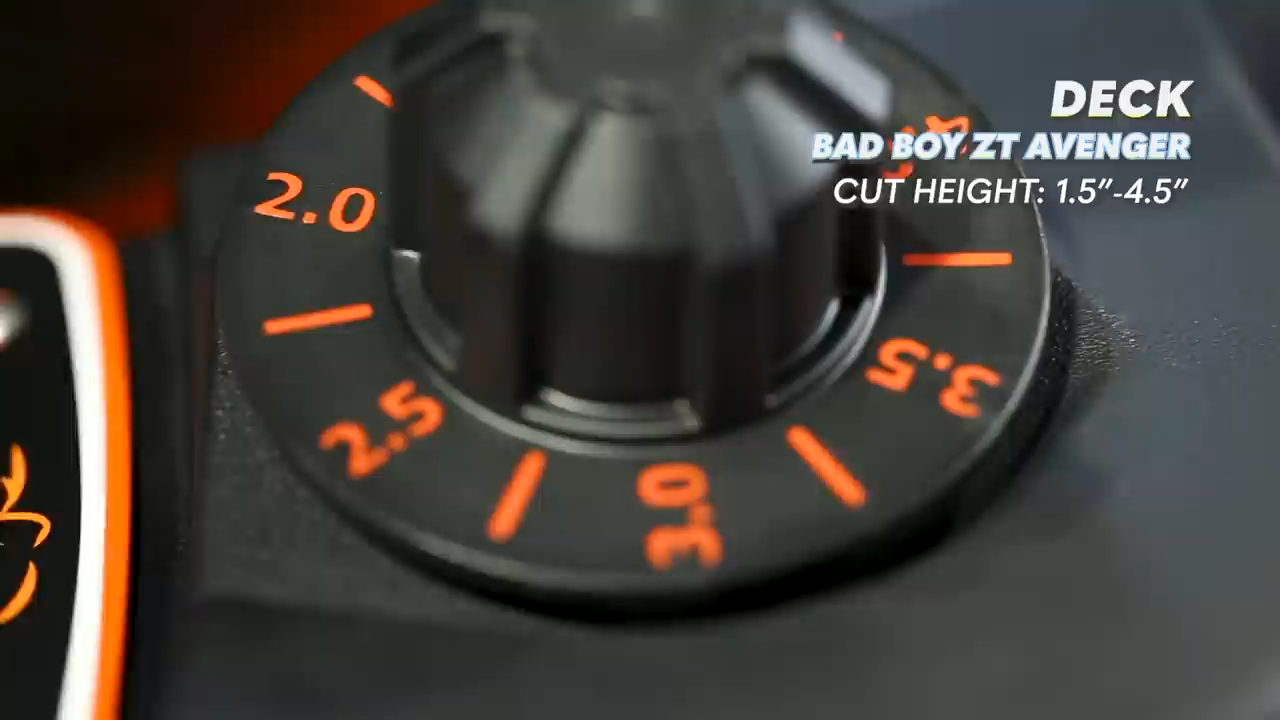 DECK
BAD BOY ZT AVENGER
CUT HEIGHT: 1.5”-4.5”
2.0
2.5
3.0
3.5